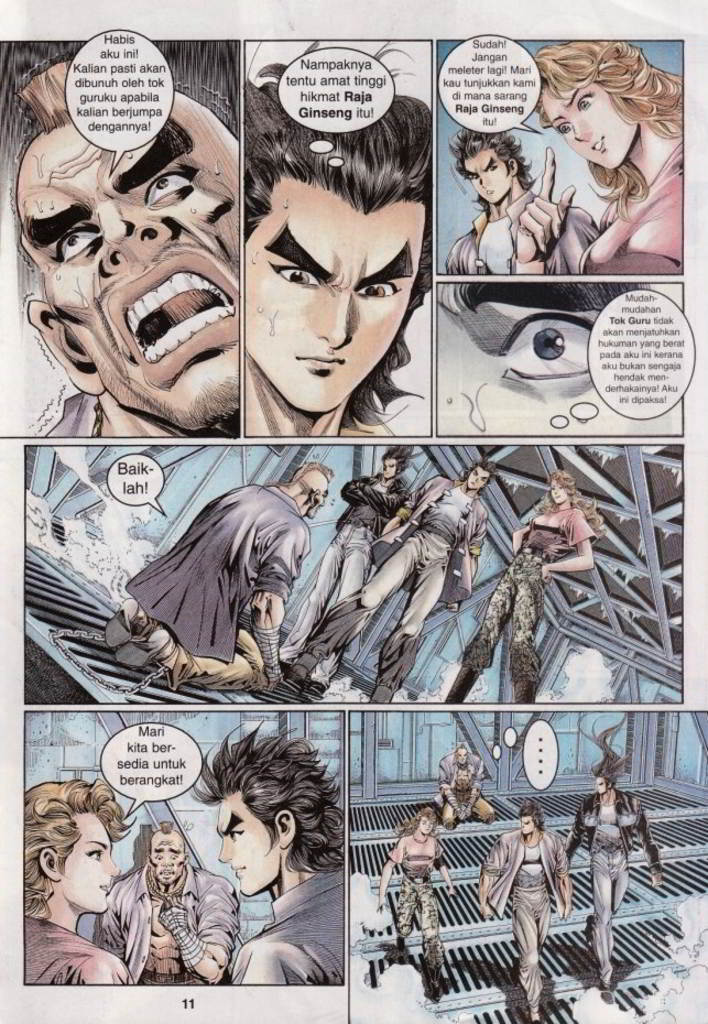 Habis
aku ini!
Kalian pasti akan
dibunuh oleh tok
guruku apabila
kalian berjumpa
dengannya!
Nampaknya
tentu amat tinggi
hikmat Raja
Ginseng itu!
Sudah!
Jangan
meleter lagi! Mari
kau tunjukkan kami
di mana sarang
Raja Ginseng
itu!
Mudah-
mudahan
Tok Guru tidak
akan menjatuhkan
hukuman yang berat
pada aku ini kerana
aku bukan sengaja
hendak men-
derhakainya! Aku
ini dipaksa!
Baik-
lah!
Mari
kita ber-
sedia untuk
berangkat!
....
11